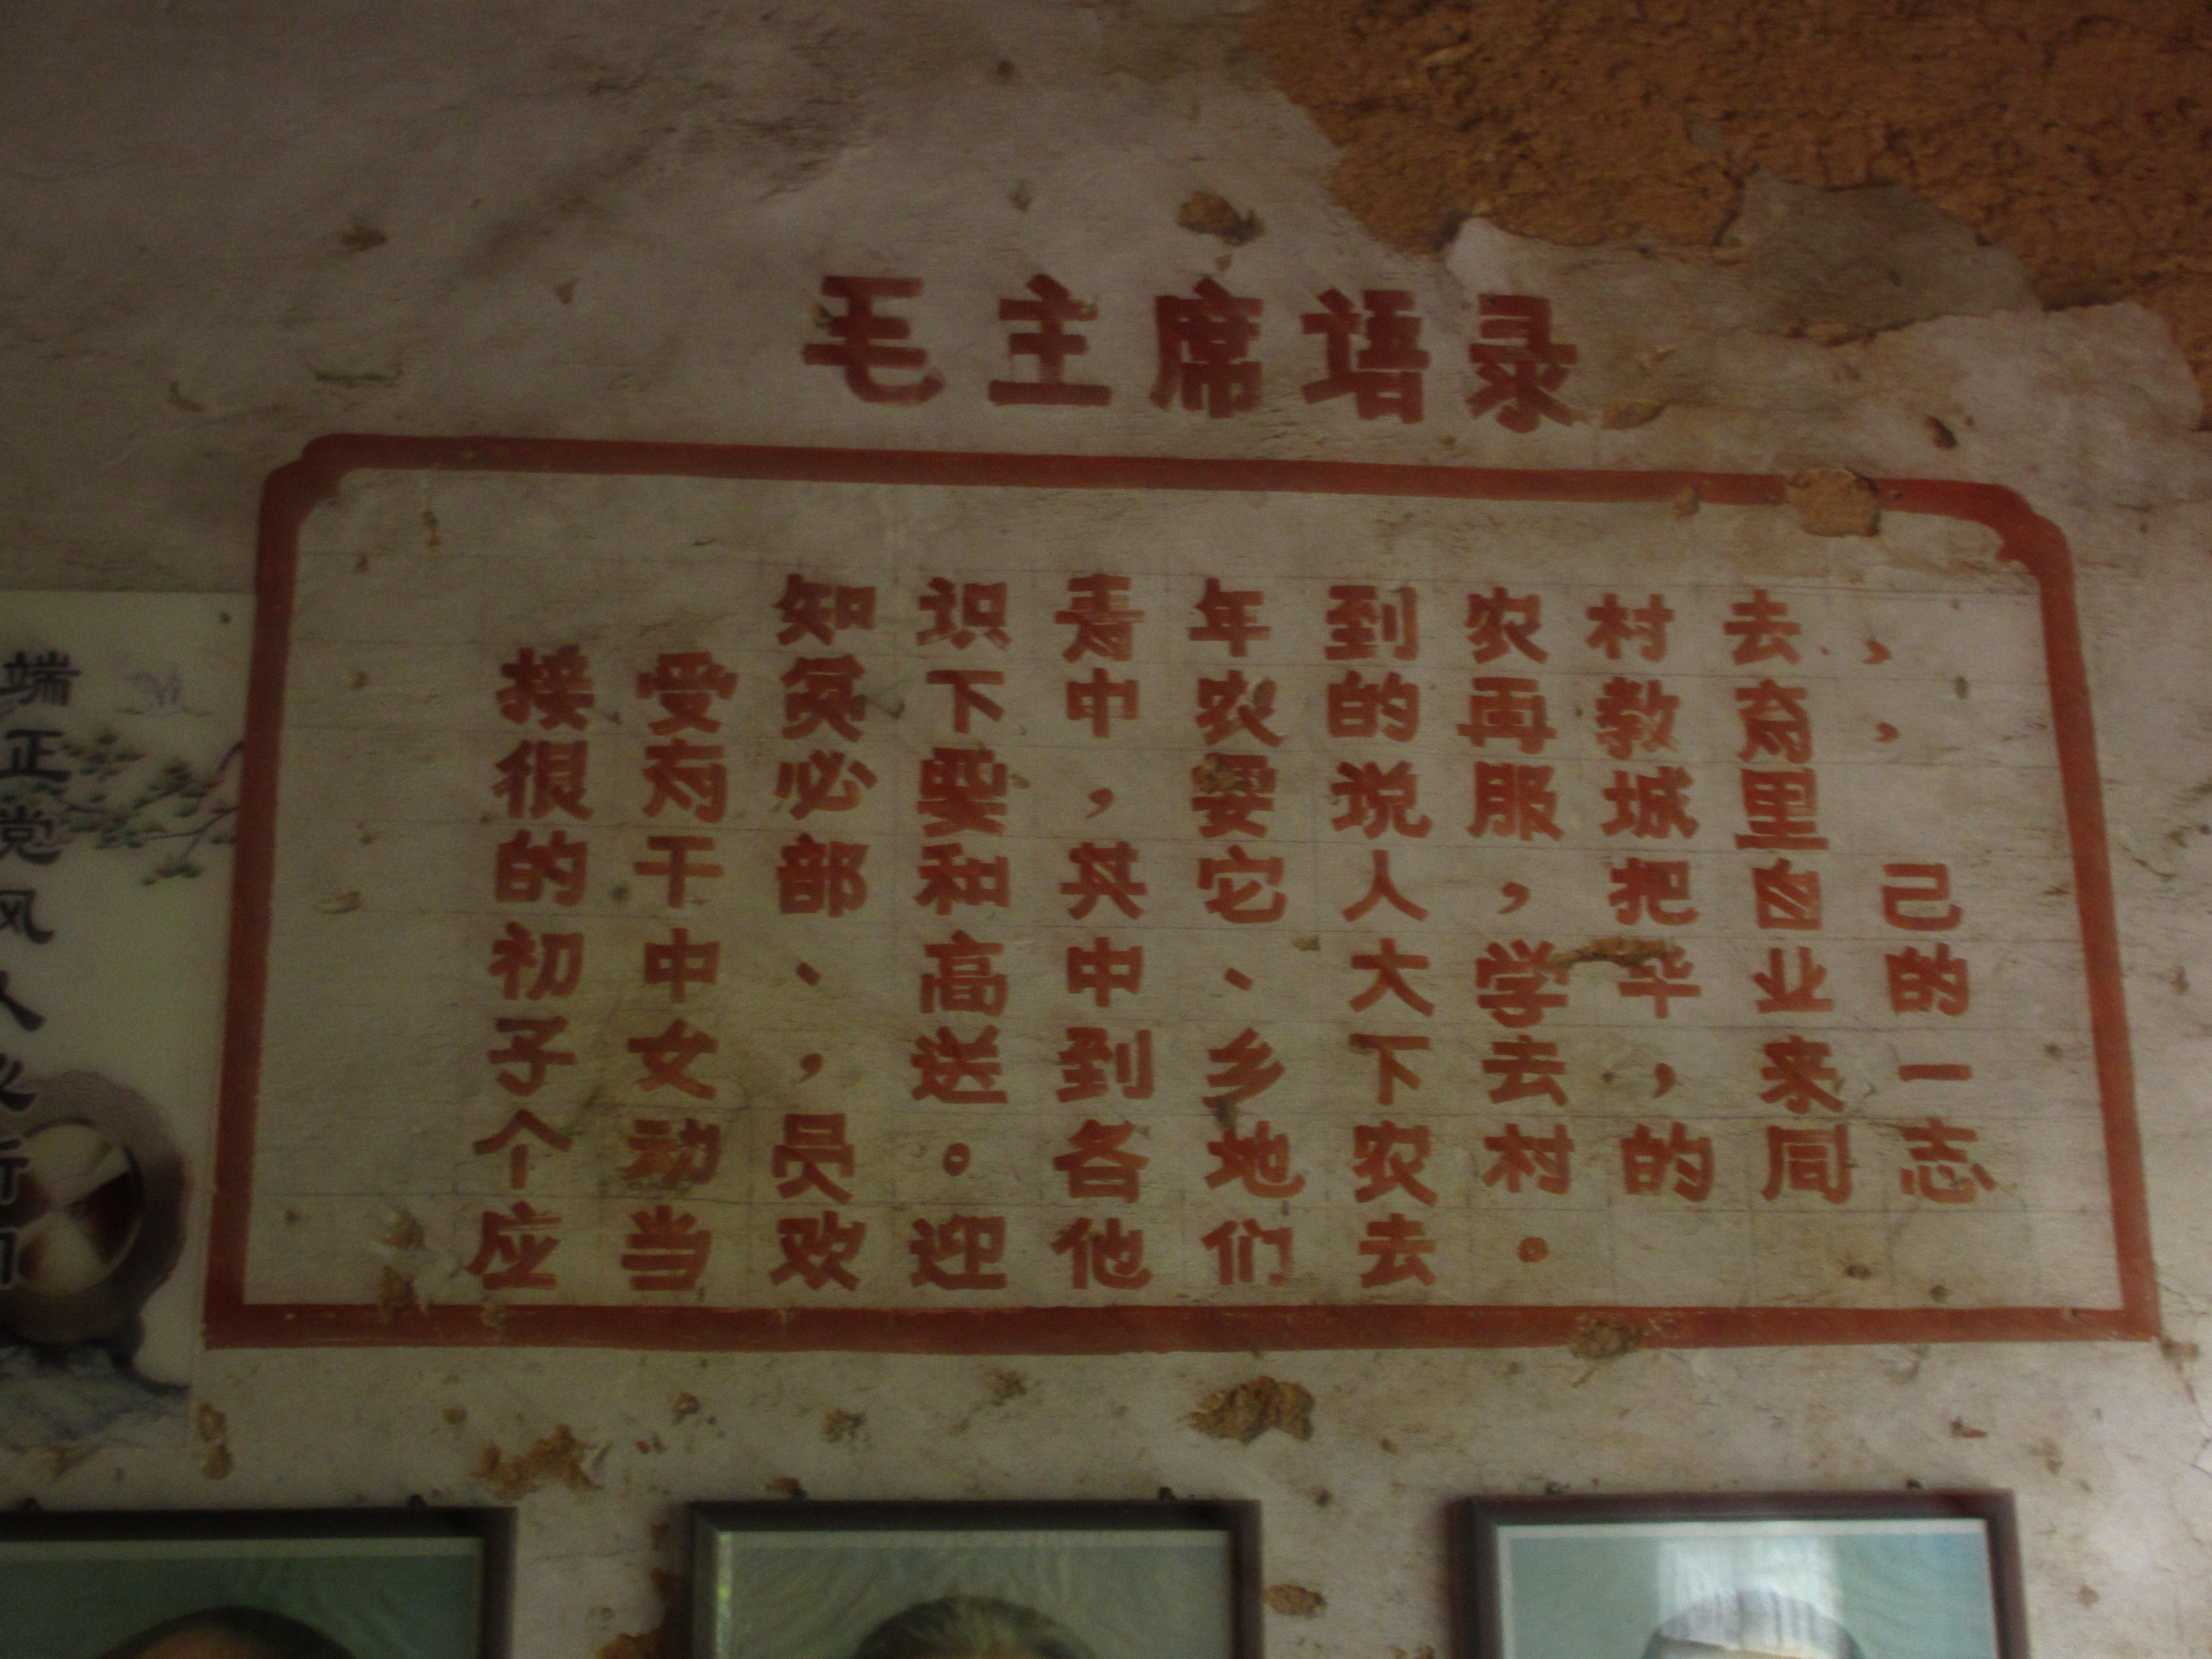 毛主席语录
知识青年到农村去，
接受贫下中农的再教育，
很有必要，要说服城里
的干部和其它人，把自己
初中、高中、大学毕业的
子女，送到乡下去，来一
个动员。各地农村的同志
应当欢迎他们去。
端正党风人